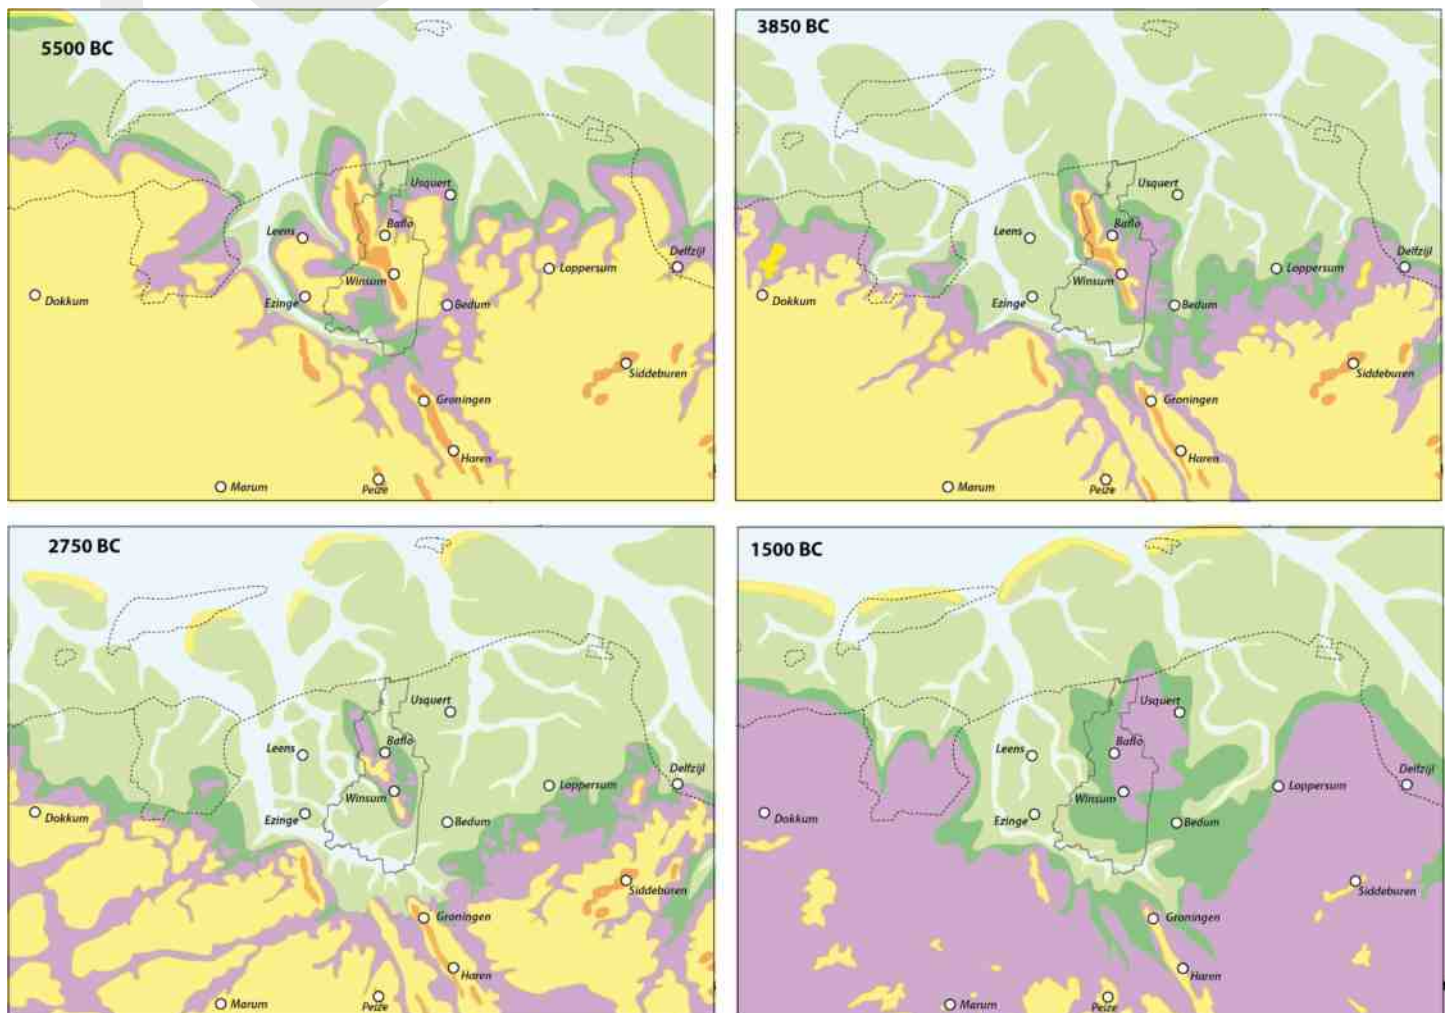 5500 BC
Usquert
Leens
Baflo
Delfzijl
Loppersum
Winsum
Dokkum
Ezinge
Bedum
Siddeburen
Groningen
Haren
Marum
Peize
3850 BC
Usquert
Leens
Baflo
Delfzijl
Loppersum
Winsum
Dokkum
Ezinge
Bedum
Siddeburen
Groningen
Haren
Marum
Peize
2750 BC
Usquert
Leens
Baflo
Delfzijl
Loppersum
Winsum
Dokkum
Ezinge
Bedum
Siddeburen
Groningen
Haren
Marum
Peize
1500 BC
Usquert
Leens
Baflo
Delfzijl
Loppersum
Winsum
Dokkum
Ezinge
Bedum
Siddeburen
Groningen
Haren
Marum
Peize